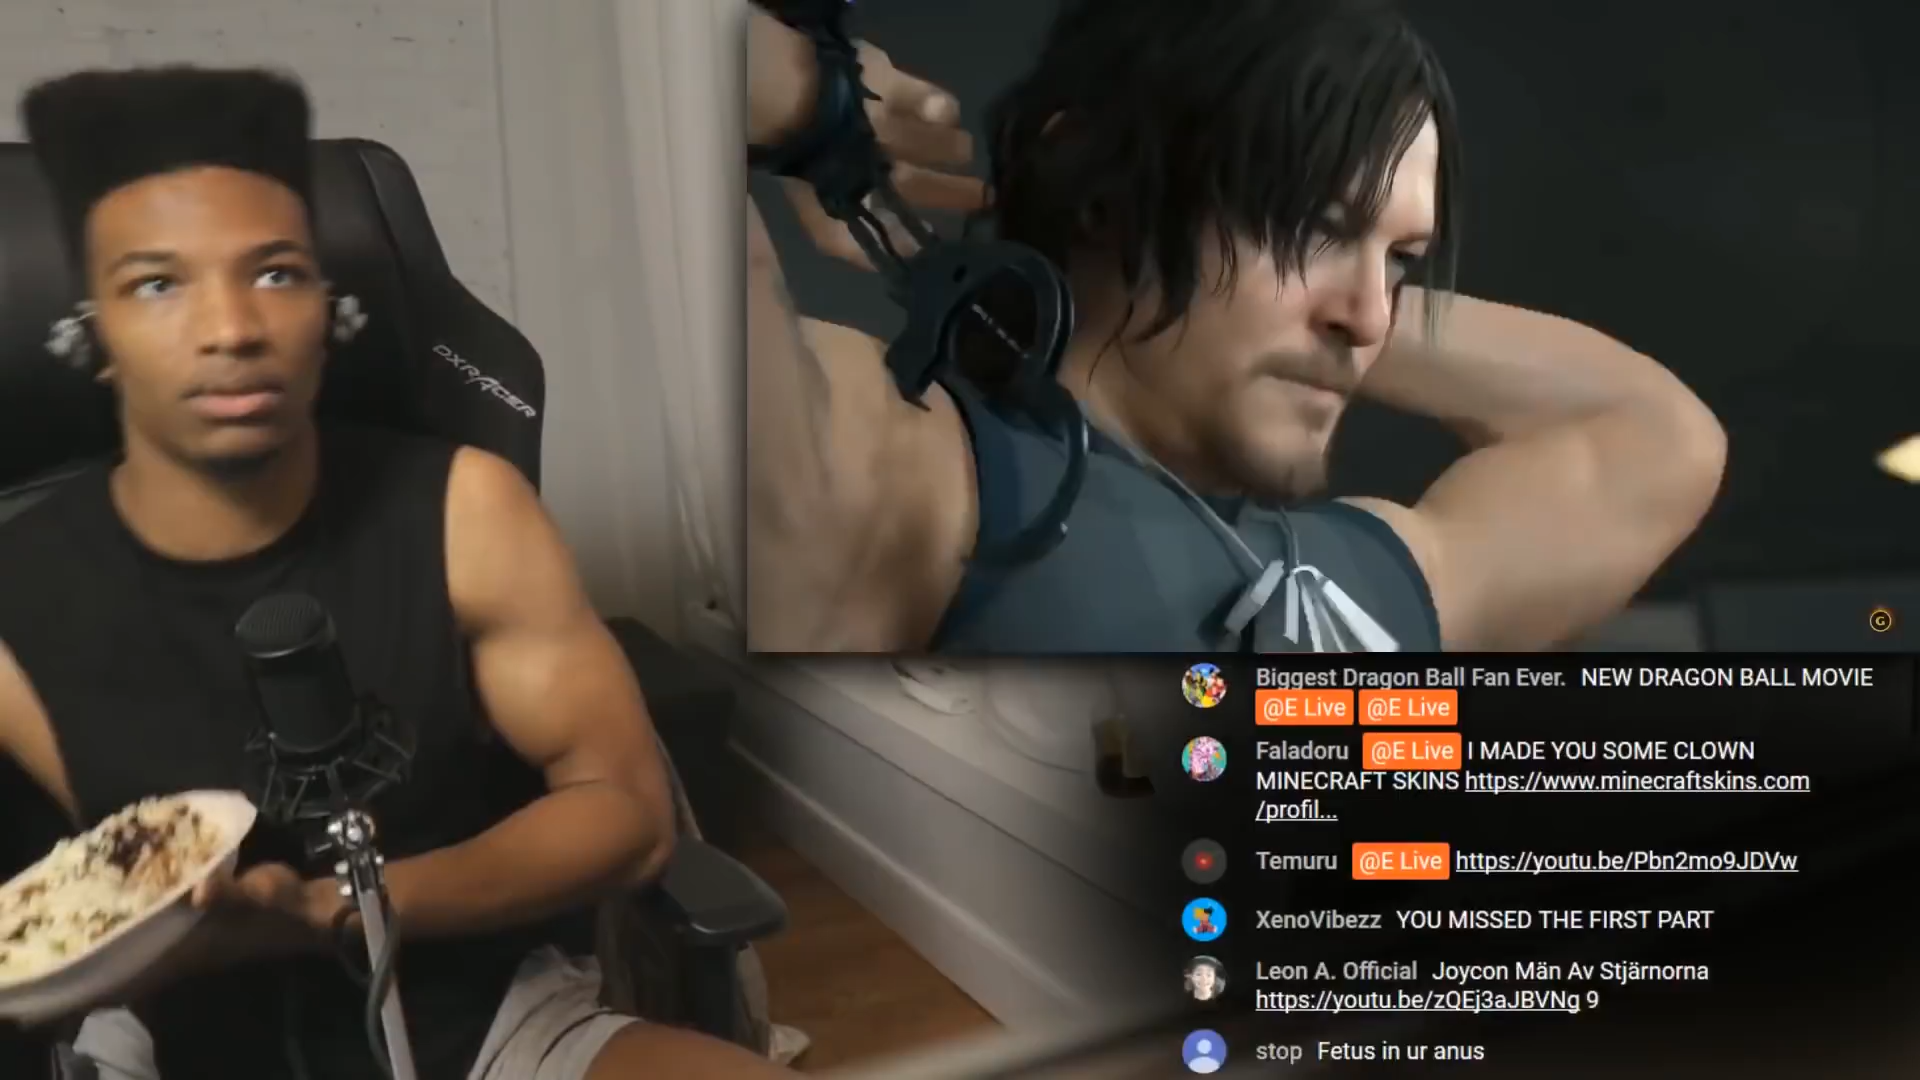 DXRACER
G
Biggest Dragon Ball Fan Ever. NEW DRAGON BALL MOVIE
@E Live @E Live
Faladoru @E Live I MADE YOU SOME CLOWN
MINECRAFT SKINS https://www.minecraftskins.com
/profil...
Temuru @E Live https://youtu.be/Pbn2mo9JDVw
XenoVibezz YOU MISSED THE FIRST PART
Leon A. Official Joycon Män Av Stjärnorna
https://youtu.be/zQEj3aJBVNg 9
stop Fetus in ur anus